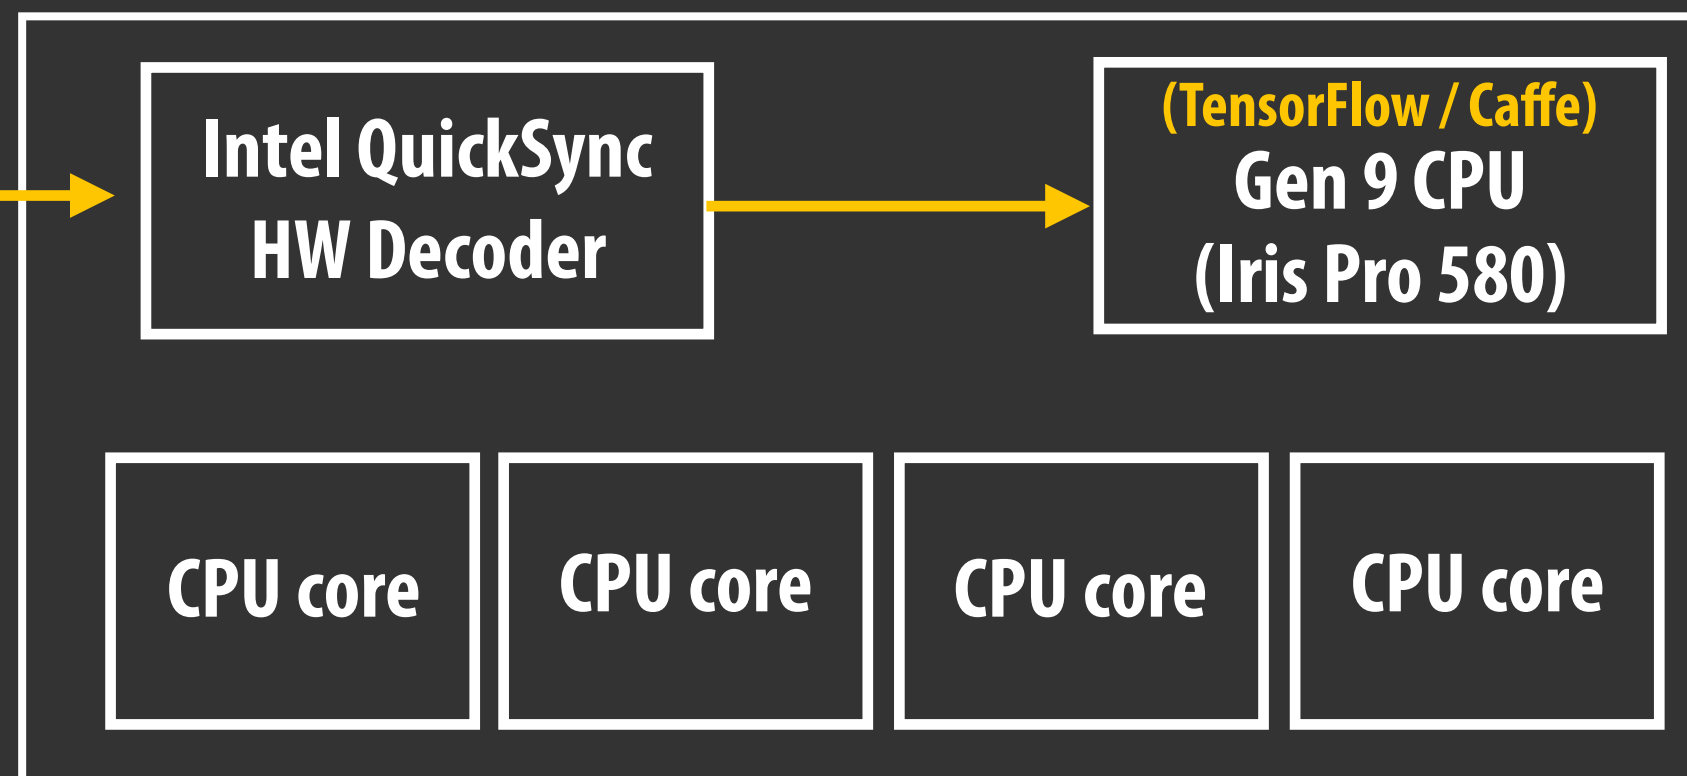 Intel QuickSync
HW Decoder
(TensorFlow / Caffe)
Gen 9 CPU
(Iris Pro 580)
CPU core
CPU core
CPU core
CPU core